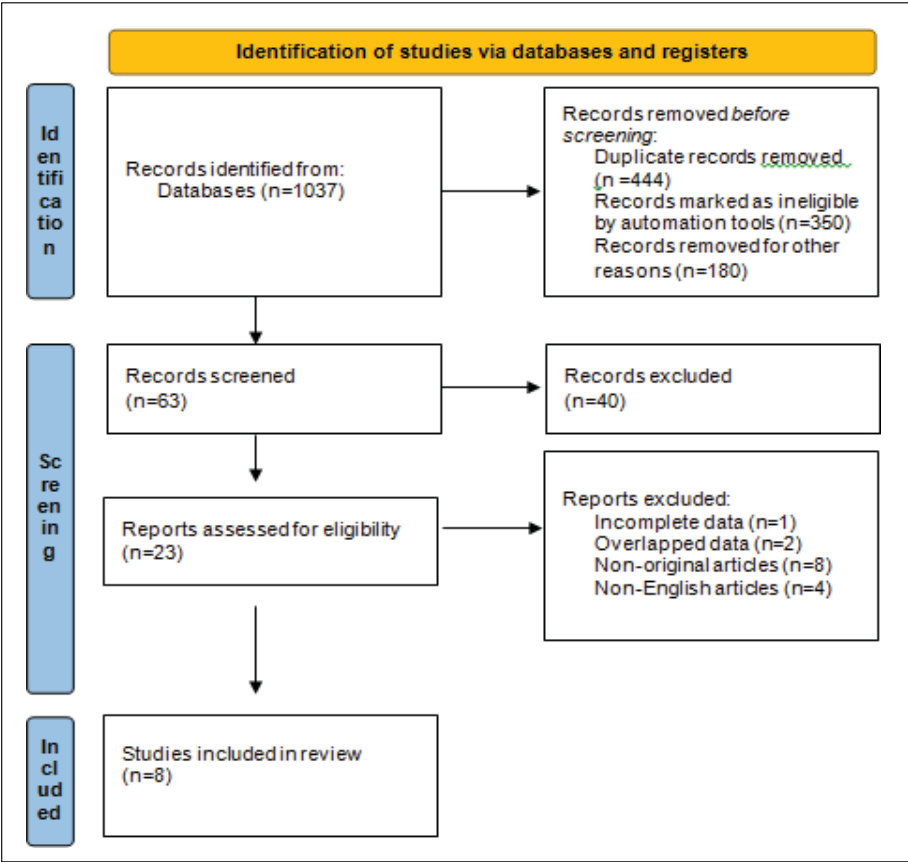 Identification of studies via databases and registers
Id
en
tifi
ca
tio
n
Records identified from:
Databases (n=1037)
Records removed before
screening:
Duplicate records removed
(n =444)
Records marked as ineligible
by automation tools (n=350)
Records removed for other
reasons (n=180)
Sc
re
en
in
g
Records screened
(n=63)
Records excluded
(n=40)
Reports assessed for eligibility
(n=23)
Reports excluded:
Incomplete data (n=1)
Overlapped data (n=2)
Non-original articles (n=8)
Non-English articles (n=4)
In
cl
ud
ed
Studies included in review
(n=8)